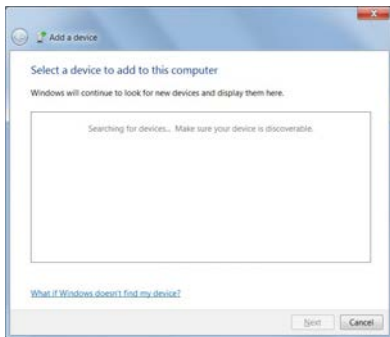 Add a device
Select a device to add to this computer
Windows will continue to look for new devices and display them here.
Searching for devices... Make sure your device is discoverable.
What if Windows doesn't find my device?
Next
Cancel